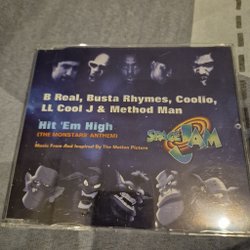 B Real, Busta Rhymes, Coolio,
LL Cool J & Method Man
Hit 'Em High
(THE MONSTARS' ANTHEM)
SPACE JAM
Music From And Inspired By The Motion Picture